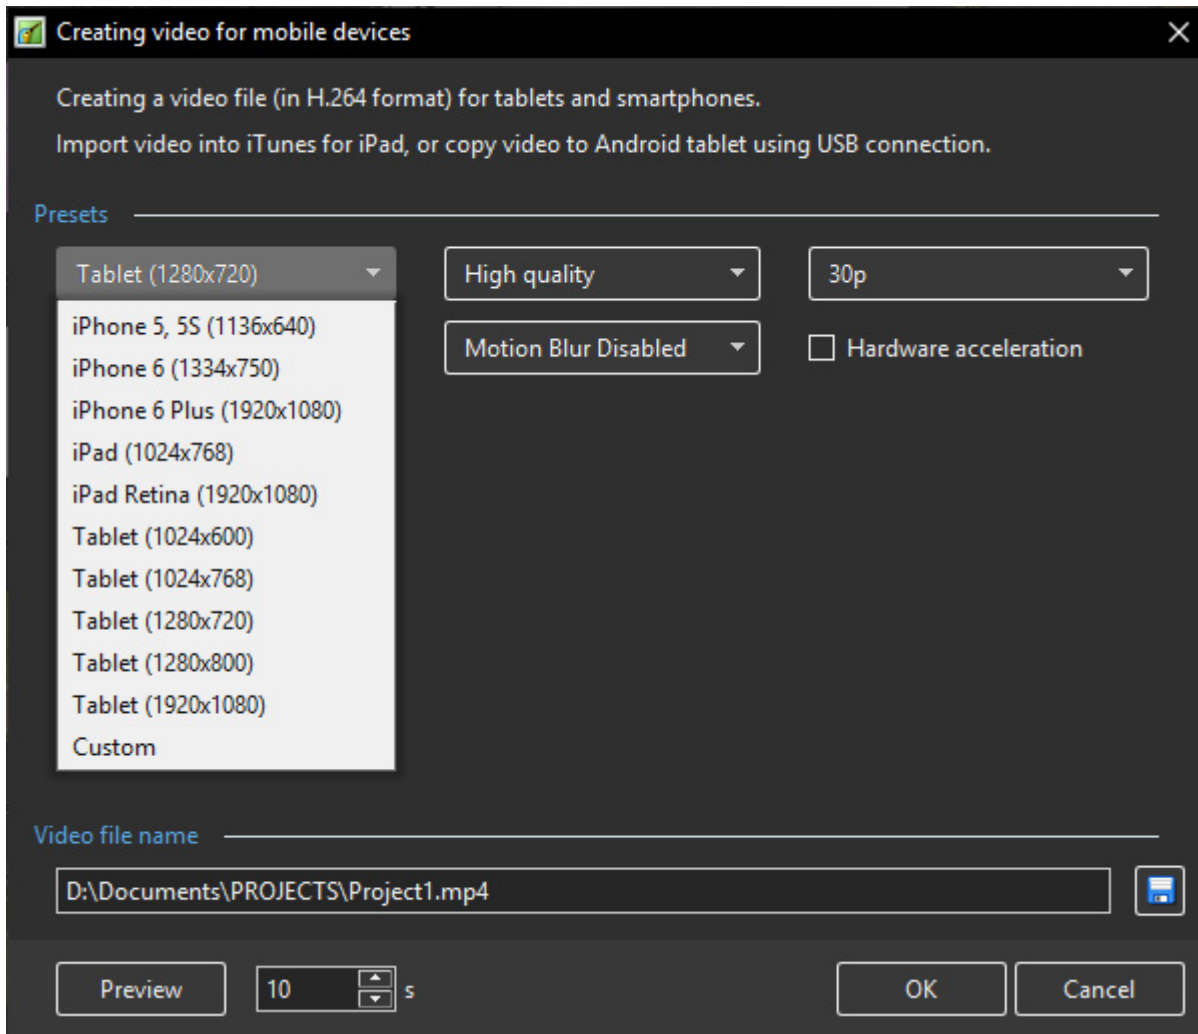 Creating video for mobile devices
Creating a video file (in H.264 format) for tablets and smartphones.
Import video into iTunes for iPad, or copy video to Android tablet using USB connection.
Presets
Tablet (1280x720)
High quality
30p
iPhone 5, 5S (1136x640)
Motion Blur Disabled
Hardware acceleration
iPhone 6 (1334x750)
iPhone 6 Plus (1920x1080)
iPad (1024x768)
iPad Retina (1920x1080)
Tablet (1024x600)
Tablet (1024x768)
Tablet (1280x720)
Tablet (1280x800)
Tablet (1920x1080)
Custom
Video file name
D:\Documents\PROJECTS\Project1.mp4
Preview
10
s
OK
Cancel